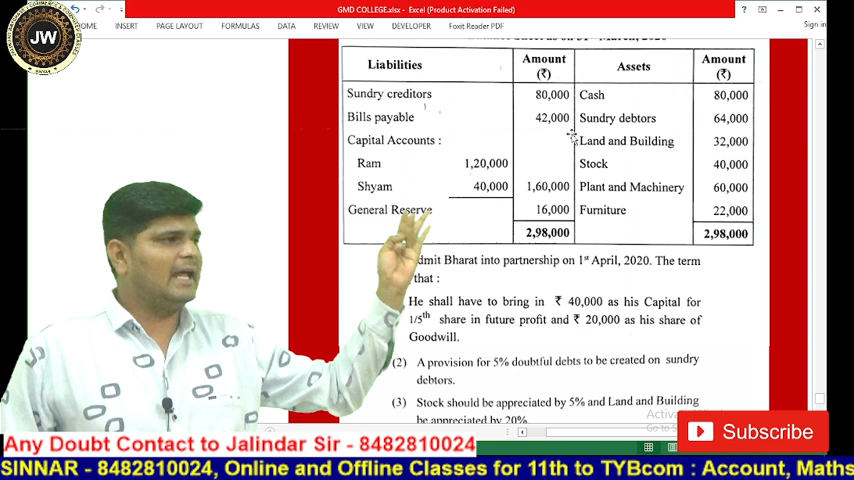 GMD COLLEGE.xlsx - Excel (Product Activation Failed)
Sign in
HOME INSERT PAGE LAYOUT FORMULAS DATA REVIEW VIEW DEVELOPER Foxit Reader PDF
JW
Liabilities Amount (₹) Assets Amount (₹)
Sundry creditors 80,000 Cash 80,000
Bills payable 42,000 Sundry debtors 64,000
Capital Accounts : Land and Building 32,000
Ram 1,20,000 Stock 40,000
Shyam 40,000 1,60,000 Plant and Machinery 60,000
General Reserve 16,000 Furniture 22,000
2,98,000 2,98,000
dmit Bharat into partnership on 1st April, 2020. The term
that :
He shall have to bring in ₹ 40,000 as his Capital for
1/5th share in future profit and ₹ 20,000 as his share of
Goodwill.
(2) A provision for 5% doubtful debts to be created on sundry
debtors.
(3) Stock should be appreciated by 5% and Land and Building
be appreciated by 20%.
Subscribe
Any Doubt Contact to Jalindar Sir - 8482810024
SINNAR - 8482810024, Online and Offline Classes for 11th to TYBcom : Account, Maths